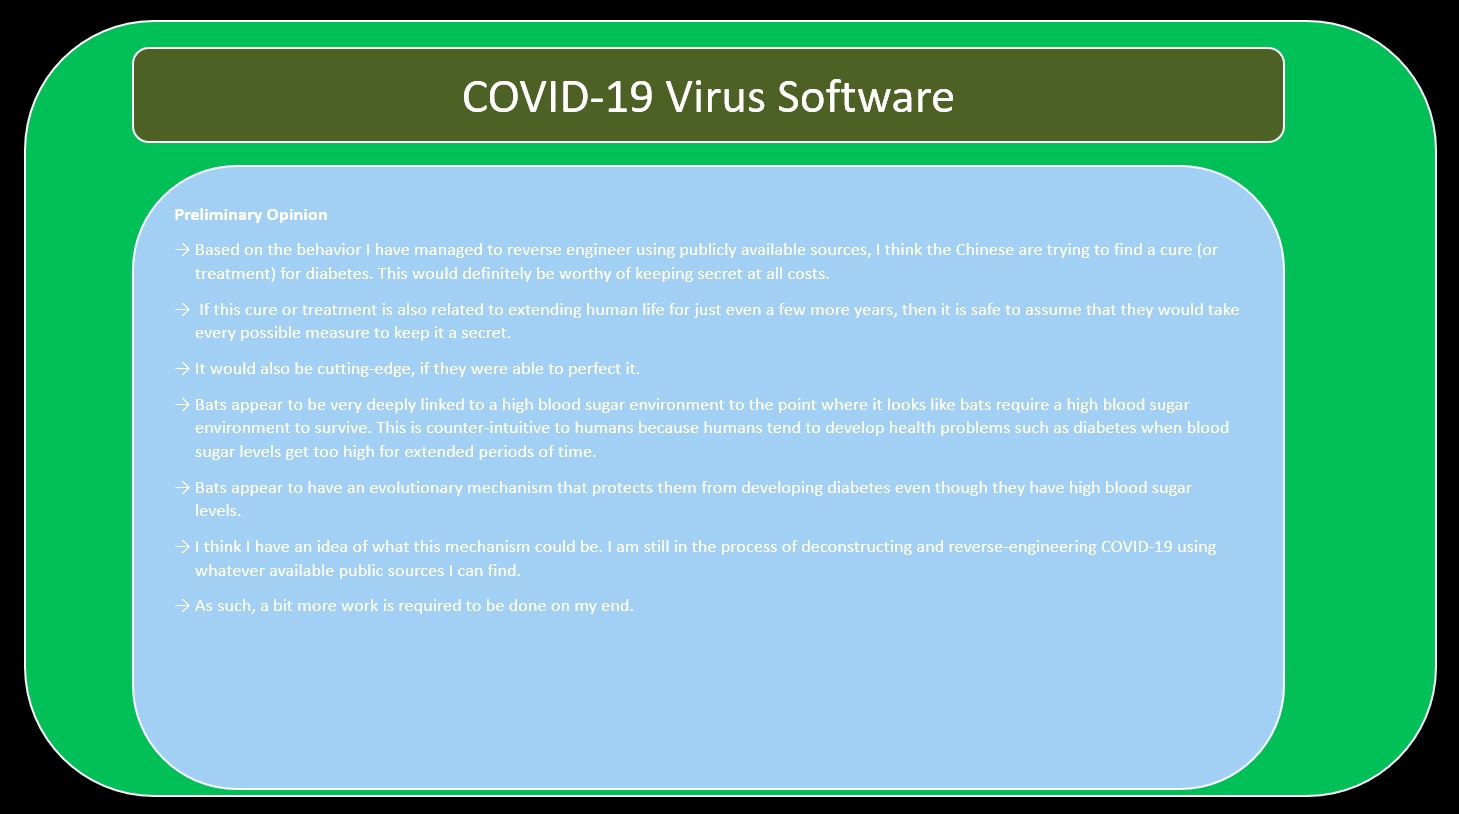 COVID-19 Virus Software
Preliminary Opinion
→ Based on the behavior I have managed to reverse engineer using publicly available sources, I think the Chinese are trying to find a cure (or
treatment) for diabetes. This would definitely be worthy of keeping secret at all costs.
→ If this cure or treatment is also related to extending human life for just even a few more years, then it is safe to assume that they would take
every possible measure to keep it a secret.
→ It would also be cutting-edge, if they were able to perfect it.
→ Bats appear to be very deeply linked to a high blood sugar environment to the point where it looks like bats require a high blood sugar
environment to survive. This is counter-intuitive to humans because humans tend to develop health problems such as diabetes when blood
sugar levels get too high for extended periods of time.
→ Bats appear to have an evolutionary mechanism that protects them from developing diabetes even though they have high blood sugar
levels.
→ I think I have an idea of what this mechanism could be. I am still in the process of deconstructing and reverse-engineering COVID-19 using
whatever available public sources I can find.
→ As such, a bit more work is required to be done on my end.